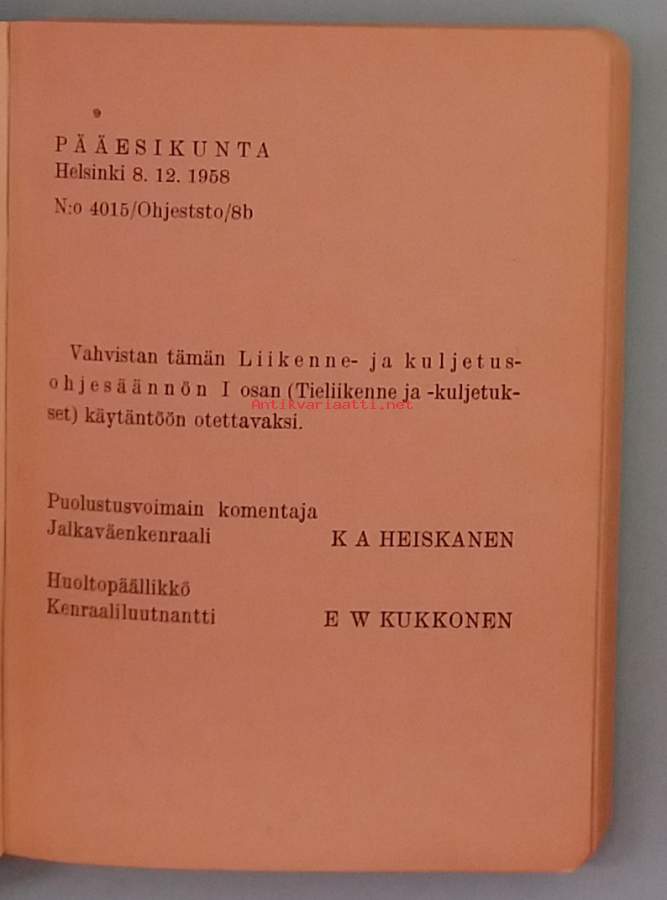 PÄÄESIKUNTA
Helsinki 8. 12. 1958
N:o 4015/Ohjeststo/8b
Vahvistan tämän Liikenne- ja kuljetus-
ohjesäännön I osan (Tieliikenne ja -kuljetuk-
Antikvariaatti.net
set) käytäntöön otettavaksi.
Puolustusvoimain komentaja
Jalkaväenkenraali K A HEISKANEN
Huoltopäällikkö
Kenraaliluutnantti E W KUKKONEN